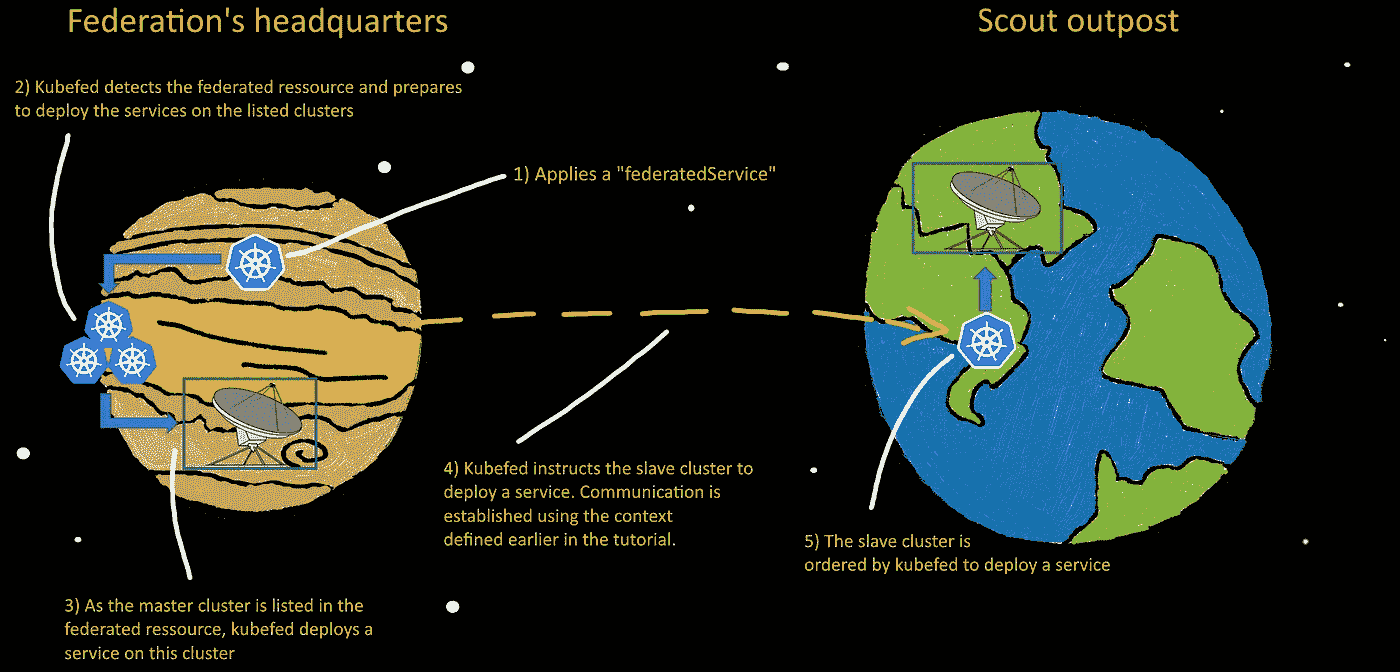 Federation's headquarters
Scout outpost
2) Kubefed detects the federated ressource and prepares
to deploy the services on the listed clusters
1) Applies a "federatedService"
4) Kubefed instructs the slave cluster to
deploy a service. Communication is
established using the context
defined earlier in the tutorial.
5) The slave cluster is
ordered by kubefed to deploy a service
3) As the master cluster is listed in the
federated ressource, kubefed deploys a
service on this cluster